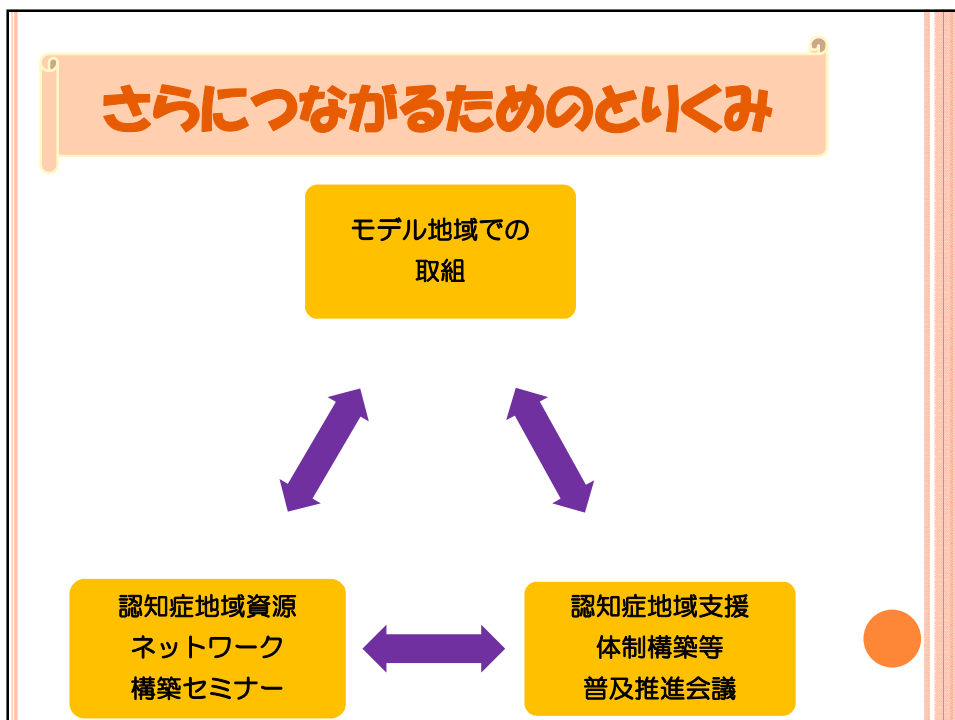 さらにつながるためのとりくみ
モデル地域での
取組
認知症地域資源
ネットワーク
構築セミナー
認知症地域支援
体制構築等
普及推進会議